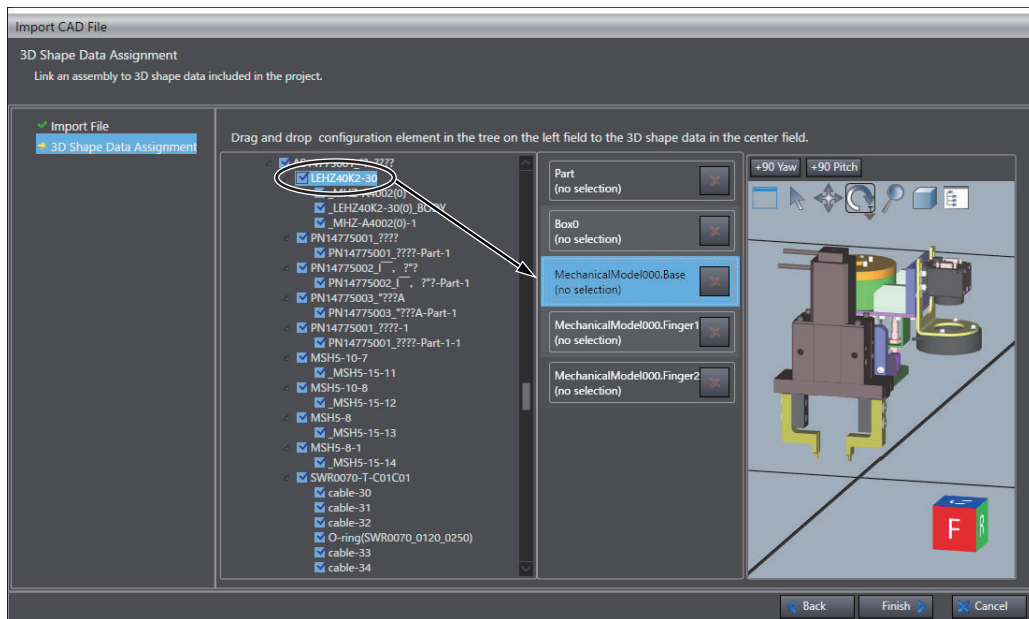 Import CAD File
3D Shape Data Assignment
Link an assembly to 3D shape data included in the project.
Import File
3D Shape Data Assignment
Drag and drop configuration element in the tree on the left field to the 3D shape data in the center field.
LEHZ40K2-30
_MHZ-A4002(0)
_LEHZ40K2-30(0)_BODY
_MHZ-A4002(0)-1
PN14775001_????
PN14775001_????-Part-1
PN14775002_
PN14775002_
PN14775003_"???A
PN14775003_"???A-Part-1
PN14775001_????-1
PN14775001_????-Part-1-1
MSH5-10-7
_MSH5-15-11
MSH5-10-8
_MSH5-15-12
MSH5-8
_MSH5-15-13
MSH5-8-1
_MSH5-15-14
SWR0070-T-C01C01
cable-30
cable-31
cable-32
O-ring(SWR0070_0120_0250)
cable-33
cable-34
Part
(no selection)
Box0
(no selection)
MechanicalModel000.Base
(no selection)
MechanicalModel000.Finger1
(no selection)
MechanicalModel000.Finger2
(no selection)
+90 Yaw +90 Pitch
F R
Back Finish Cancel